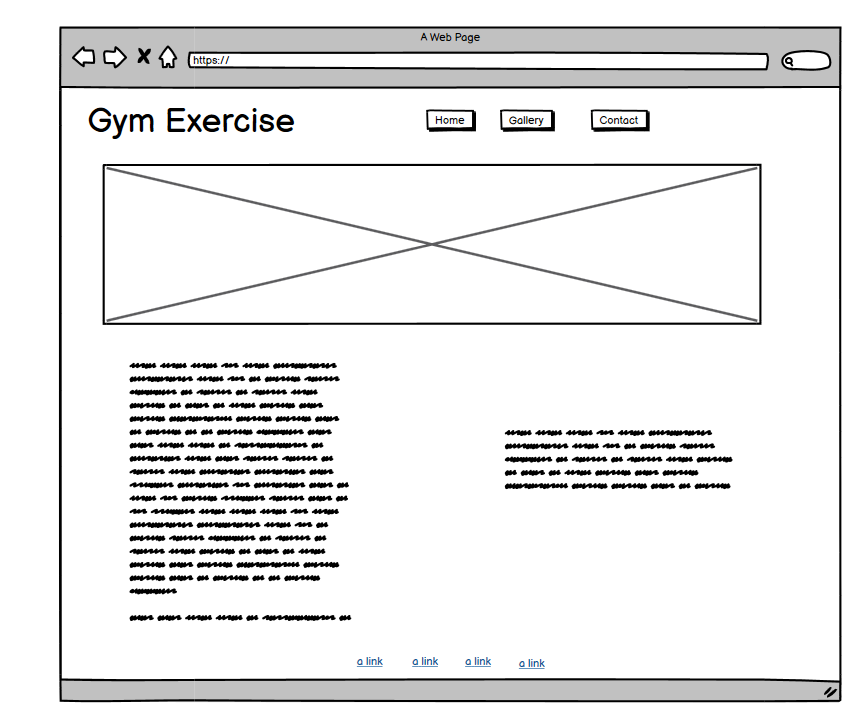 A Web Page
https://
Gym Exercise
Home Gallery Contact
a link a link a link a link